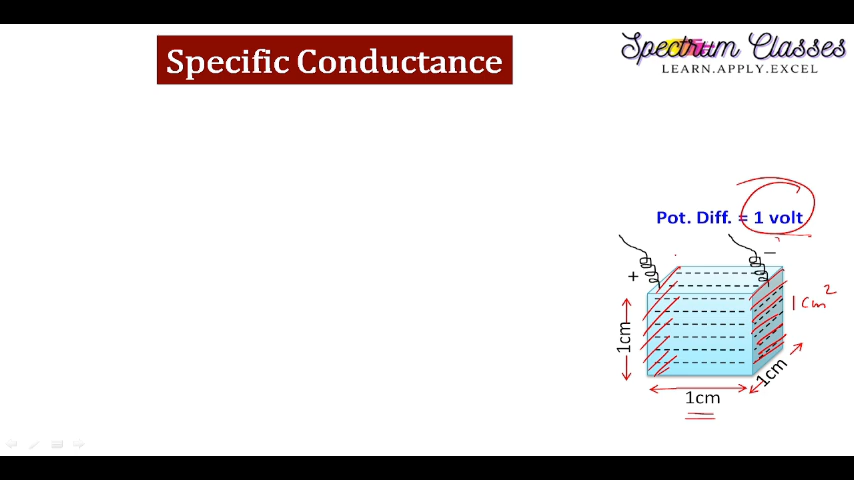 Spectrum Classes
LEARN.APPLY.EXCEL
Specific Conductance
Pot. Diff. = 1 volt
+
−
1cm²
1cm
1cm
1cm